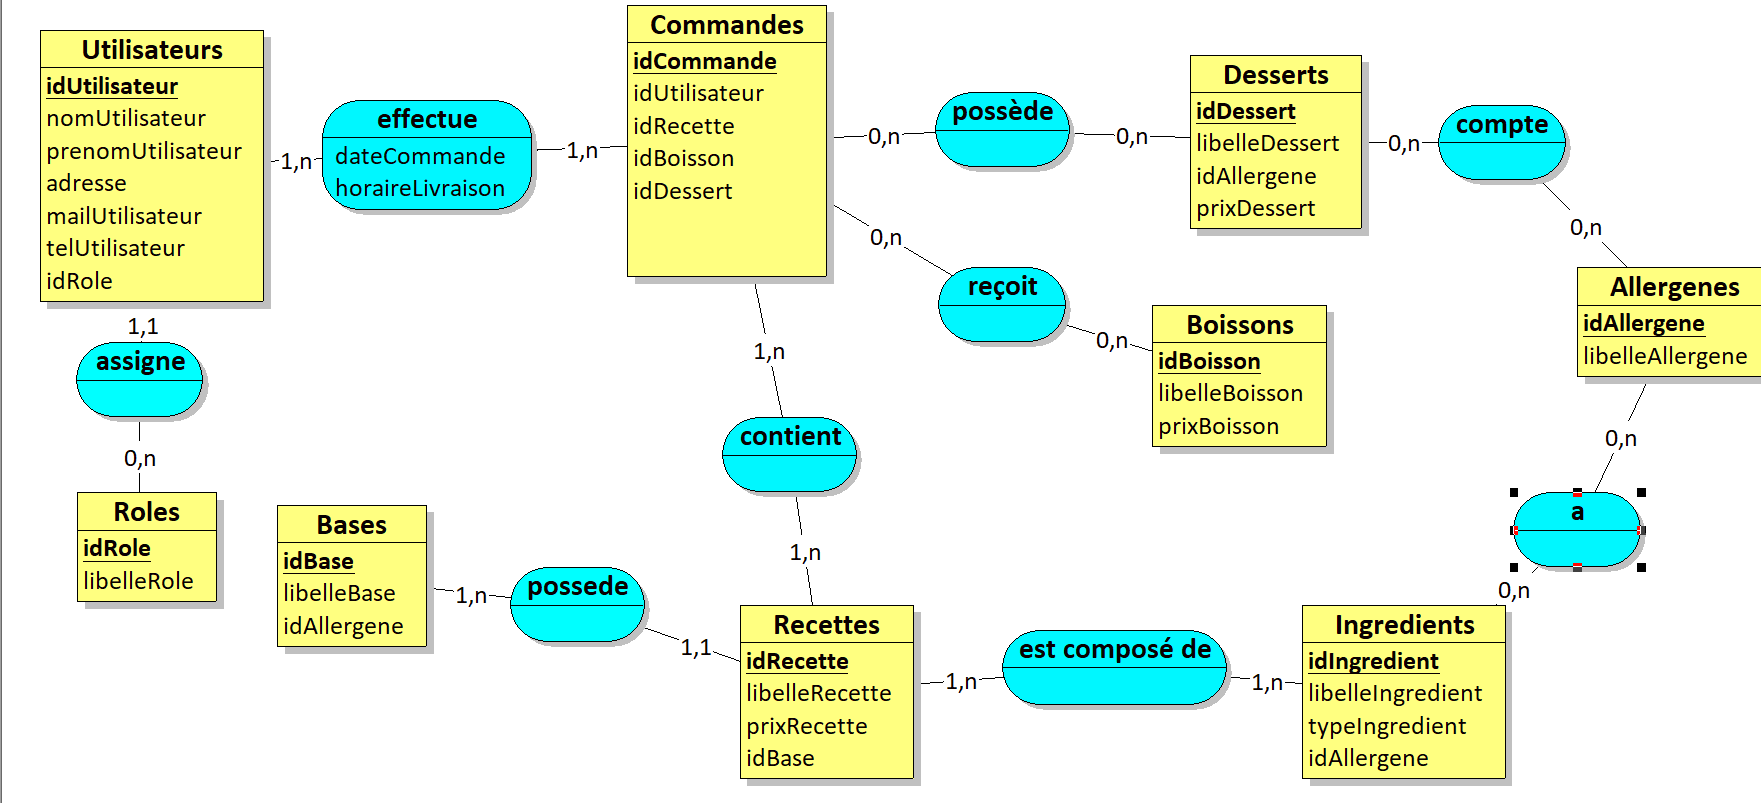 Utilisateurs
idUtilisateur
nomUtilisateur
prenomUtilisateur
adresse
mailUtilisateur
telUtilisateur
idRole
1,n
effectue
dateCommande
horaireLivraison
1,n
Commandes
idCommande
idUtilisateur
idRecette
idBoisson
idDessert
0,n
possède
0,n
Desserts
idDessert
libelleDessert
idAllergene
prixDessert
0,n
compte
0,n
0,n
reçoit
0,n
Boissons
idBoisson
libelleBoisson
prixBoisson
Allergenes
idAllergene
libelleAllergene
1,1
assigne
0,n
Roles
idRole
libelleRole
1,n
contient
1,n
0,n
a
0,n
Bases
idBase
libelleBase
idAllergene
1,n
possede
1,1
Recettes
idRecette
libelleRecette
prixRecette
idBase
1,n
est composé de
1,n
Ingredients
idIngredient
libelleIngredient
typeIngredient
idAllergene